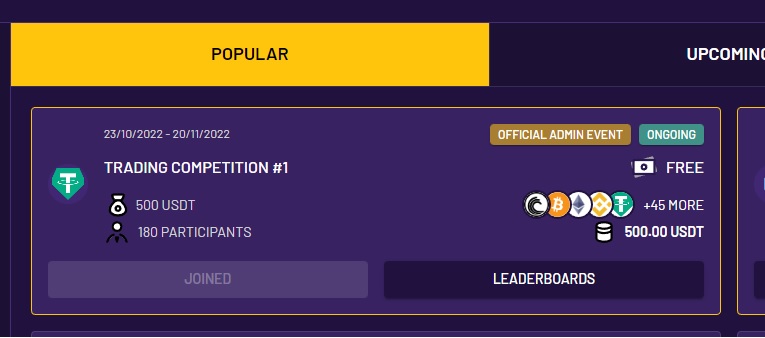 POPULAR
UPCOMING
23/10/2022 - 20/11/2022
OFFICIAL ADMIN EVENT
ONGOING
TRADING COMPETITION #1
FREE
500 USDT
+45 MORE
180 PARTICIPANTS
500.00 USDT
JOINED
LEADERBOARDS